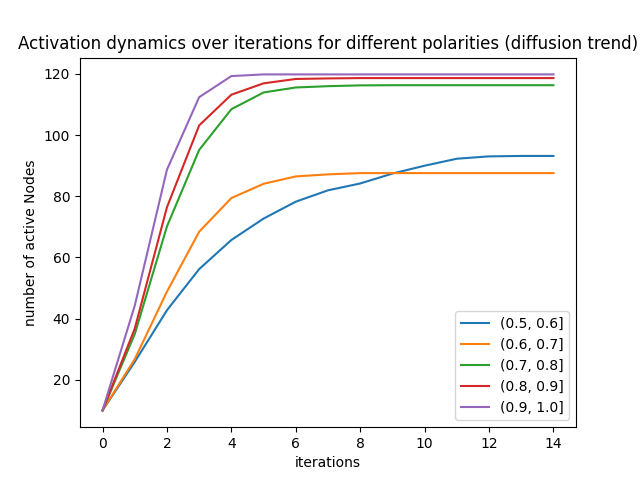 Activation dynamics over iterations for different polarities (diffusion trend)
120
100
80
60
40
20
number of active Nodes
0 2 4 6 8 10 12 14
iterations
(0.5, 0.6]
(0.6, 0.7]
(0.7, 0.8]
(0.8, 0.9]
(0.9, 1.0]